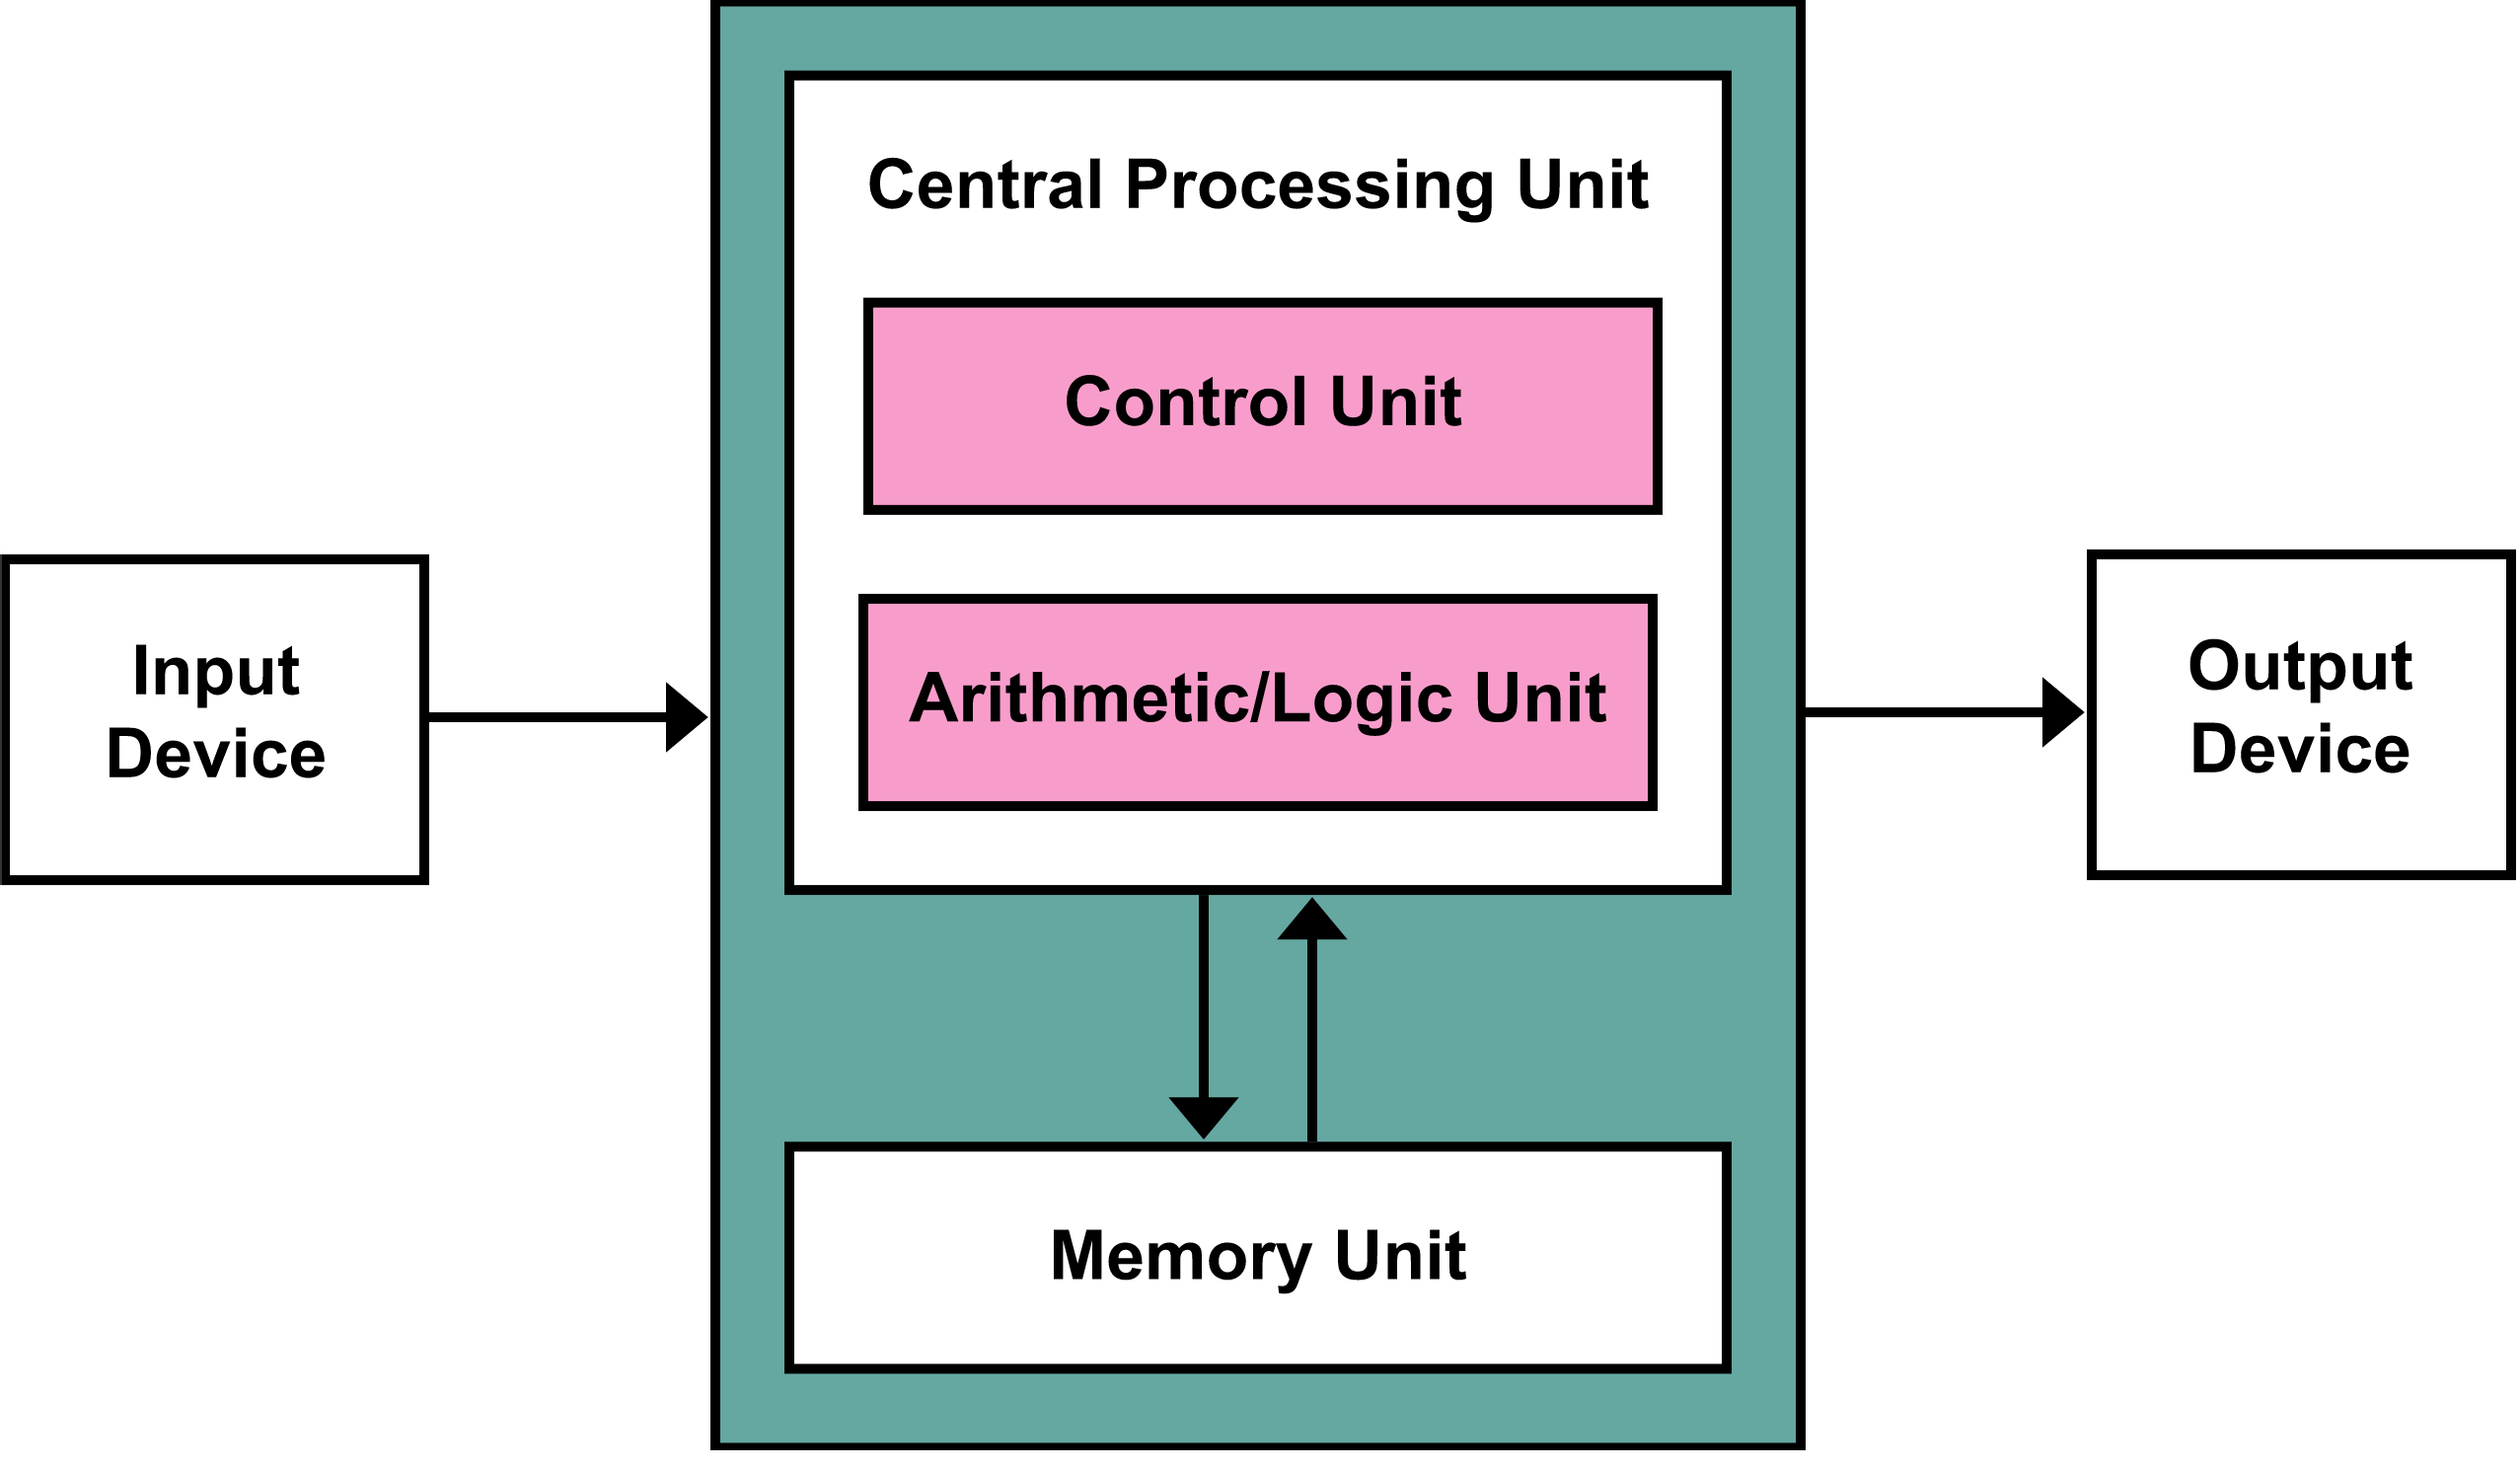 Central Processing Unit
Control Unit
Input
Device
Arithmetic/Logic Unit
Output
Device
Memory Unit